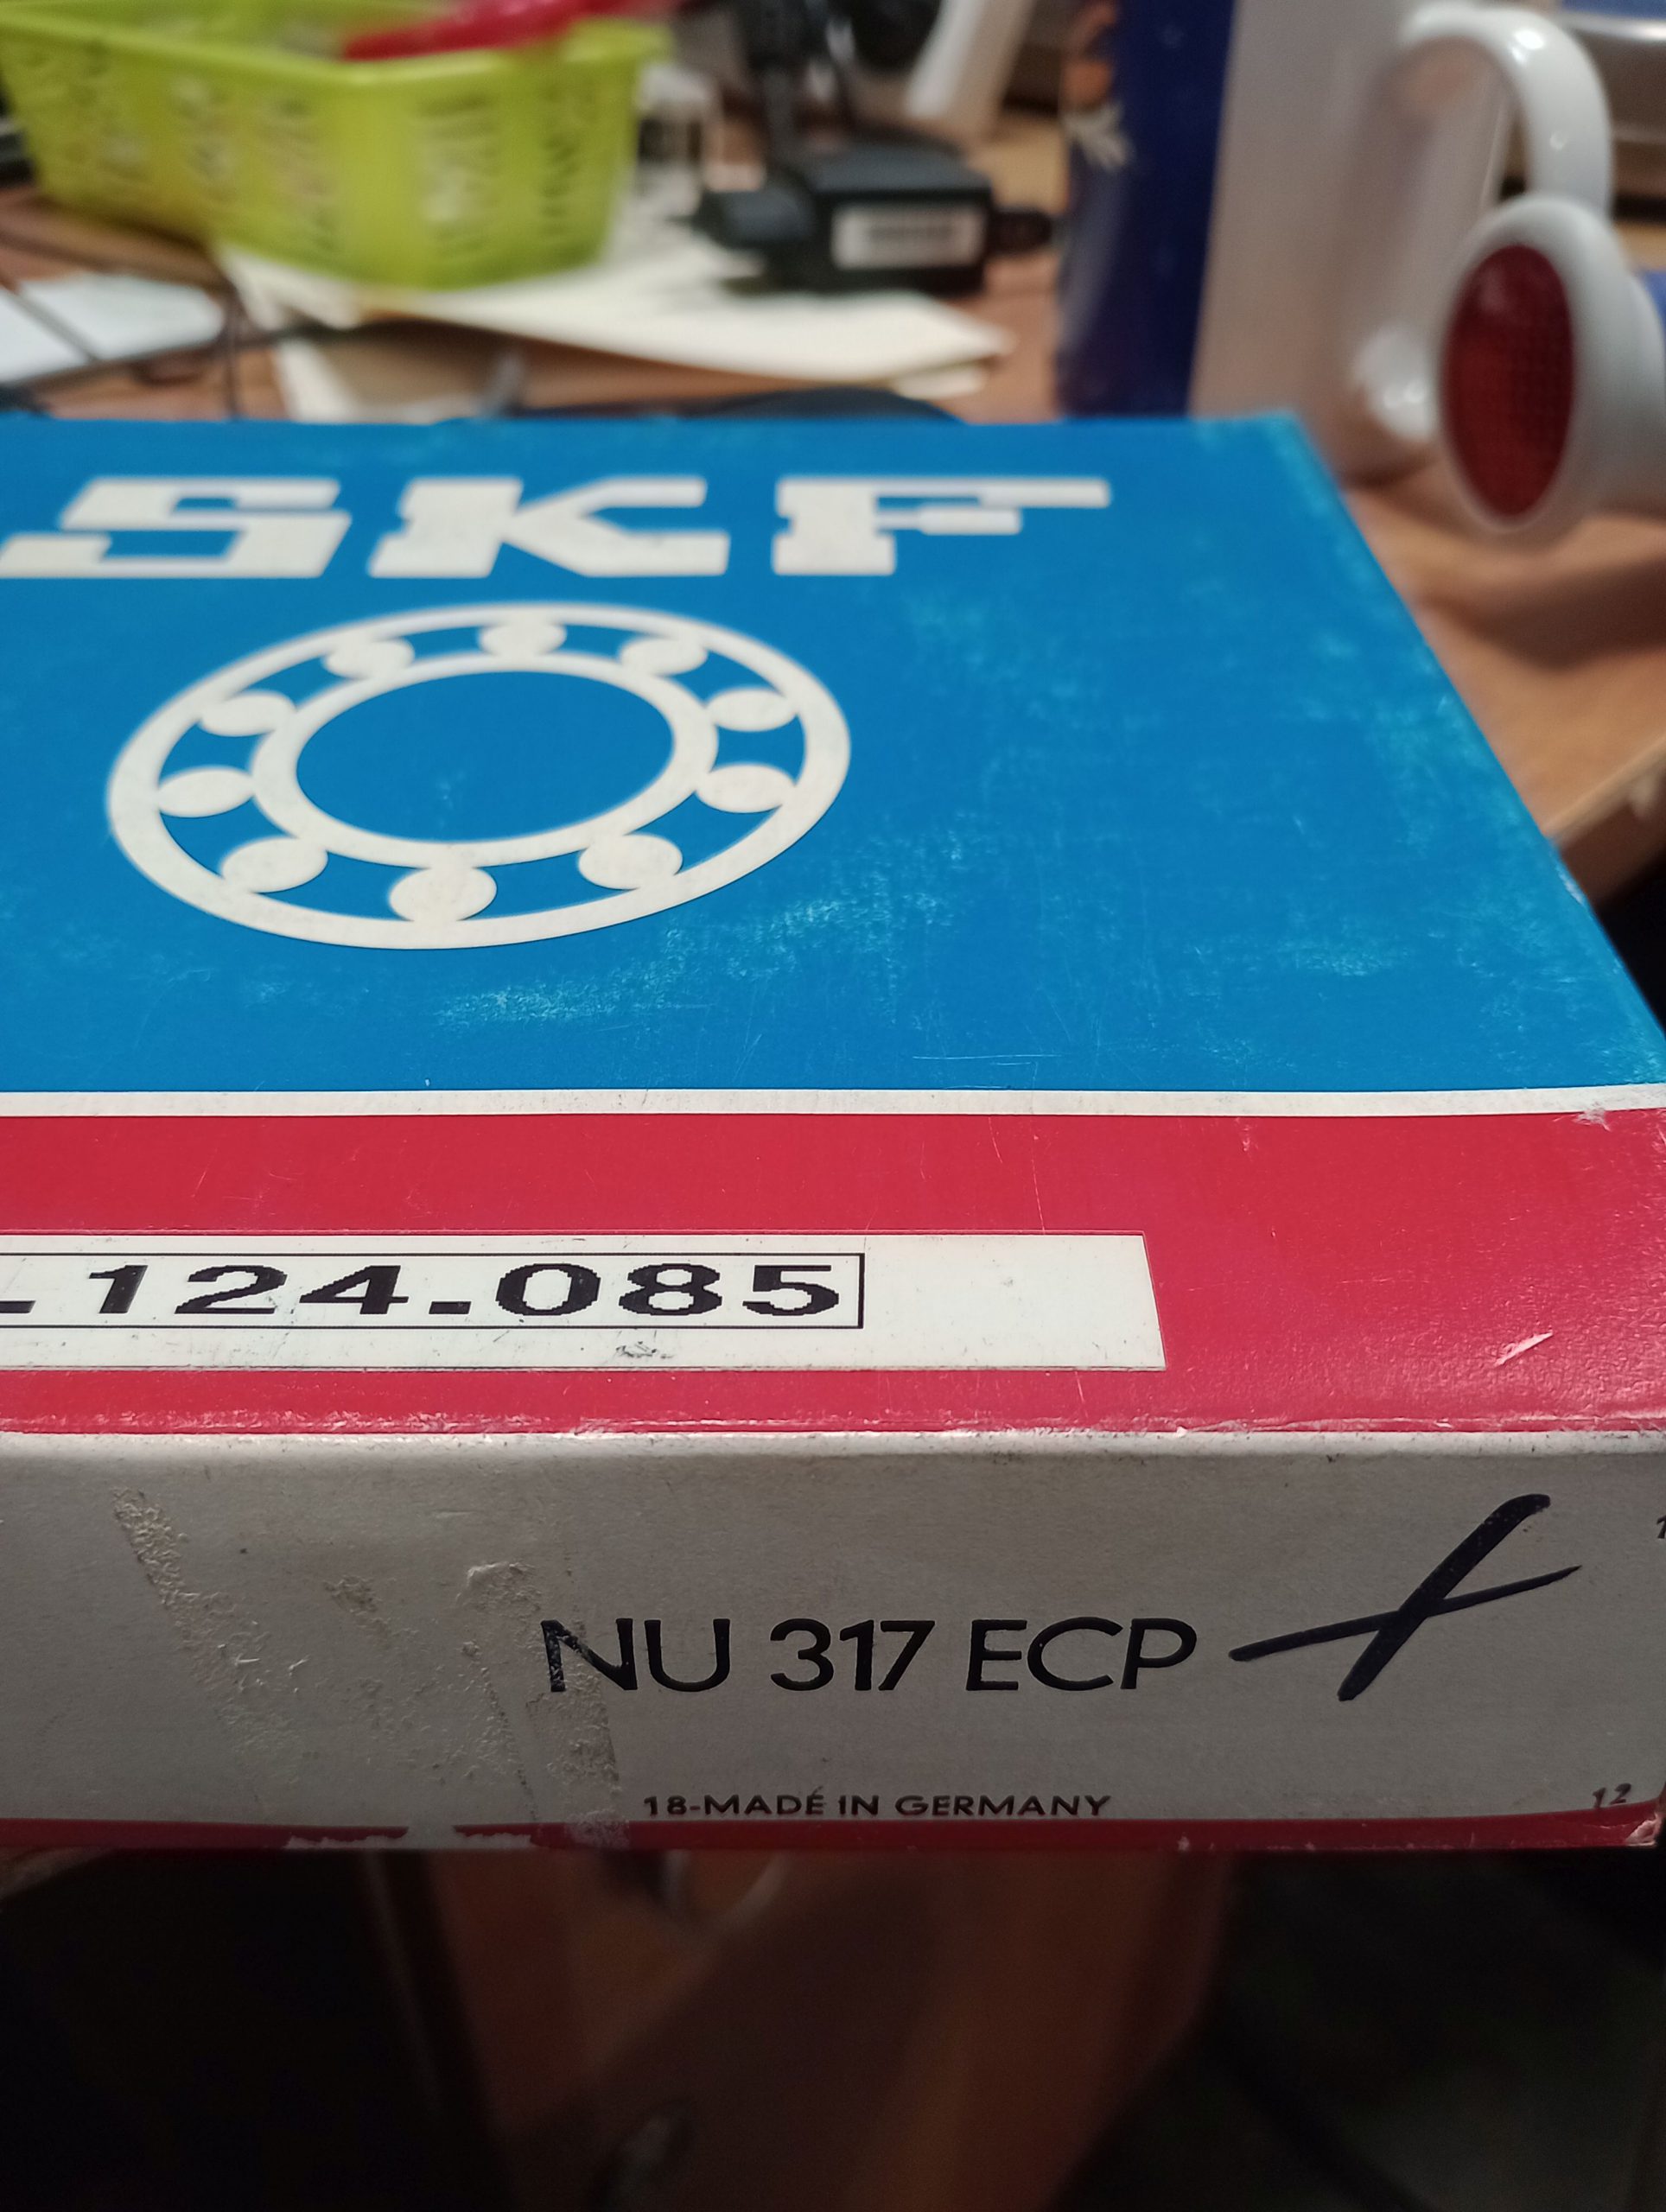 SKF
.124.085
NU 317 ECP
18-MADE IN GERMANY
12